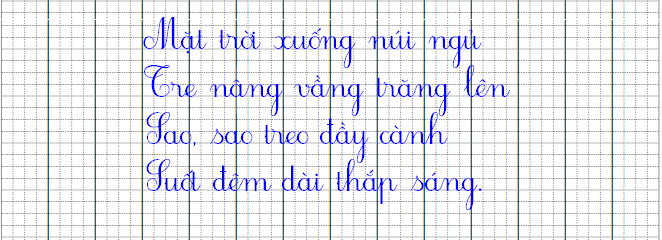 Mặt trời xuống núi ngủ
Tre nâng vầng trăng lên
Sao, sao treo đầy cành
Suốt đêm dài thắp sáng.